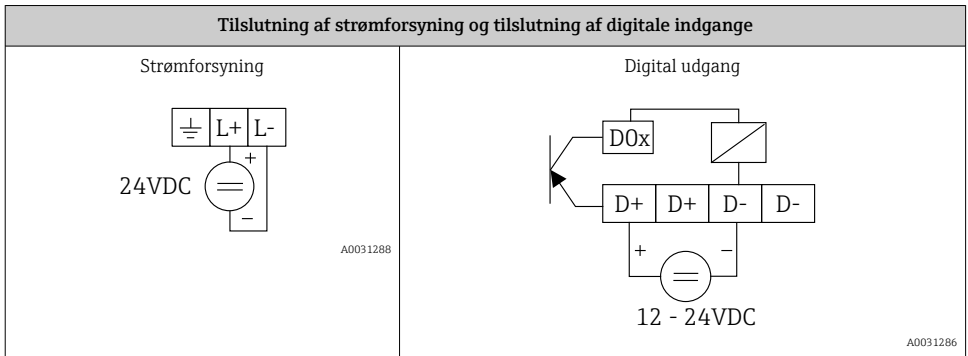 Tilslutning af strømforsyning og tilslutning af digitale indgange
Strømforsyning
L+ L-
+
24VDC
−
A0031288
Digital udgang
DOx
D+ D+ D- D-
+ −
12 - 24VDC
A0031286